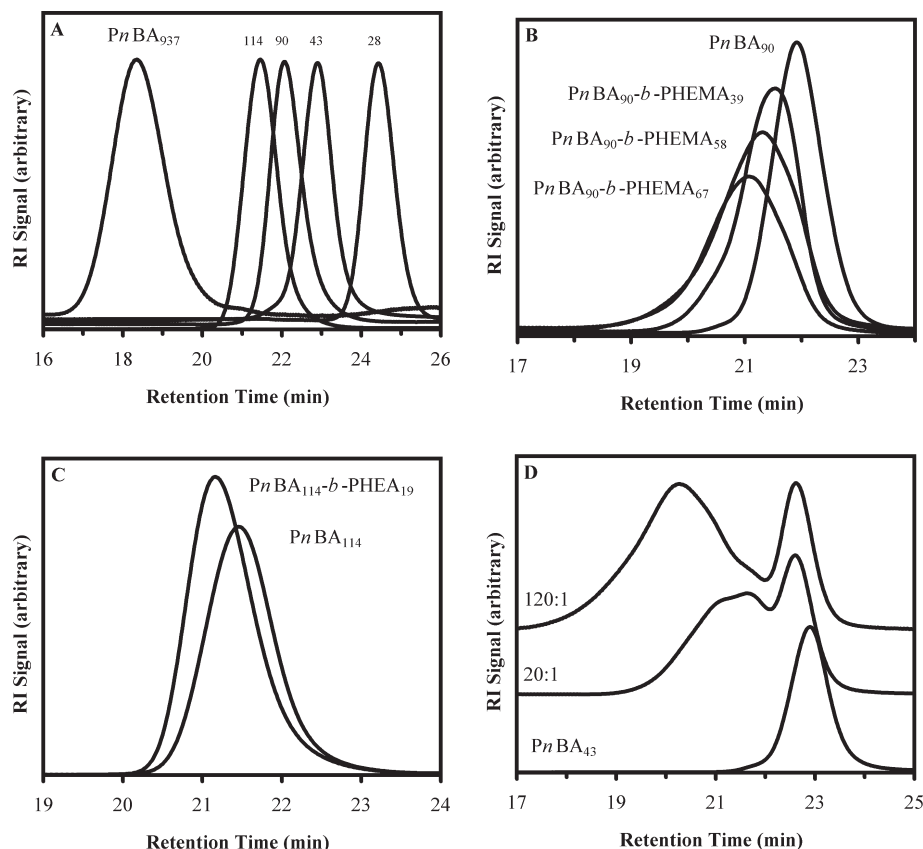 A
PnBA₉₃₇
114 90 43 28
RI Signal (arbitrary)
16 18 20 22 24 26
Retention Time (min)
B
PnBA₉₀
PnBA₉₀-b-PHEMA₃₉
PnBA₉₀-b-PHEMA₅₈
PnBA₉₀-b-PHEMA₆₇
RI Signal (arbitrary)
17 19 21 23
Retention Time (min)
C
PnBA₁₁₄-b-PHEA₁₉
PnBA₁₁₄
RI Signal (arbitrary)
19 20 21 22 23 24
Retention Time (min)
D
120:1
20:1
PnBA₄₃
RI Signal (arbitrary)
17 19 21 23 25
Retention Time (min)